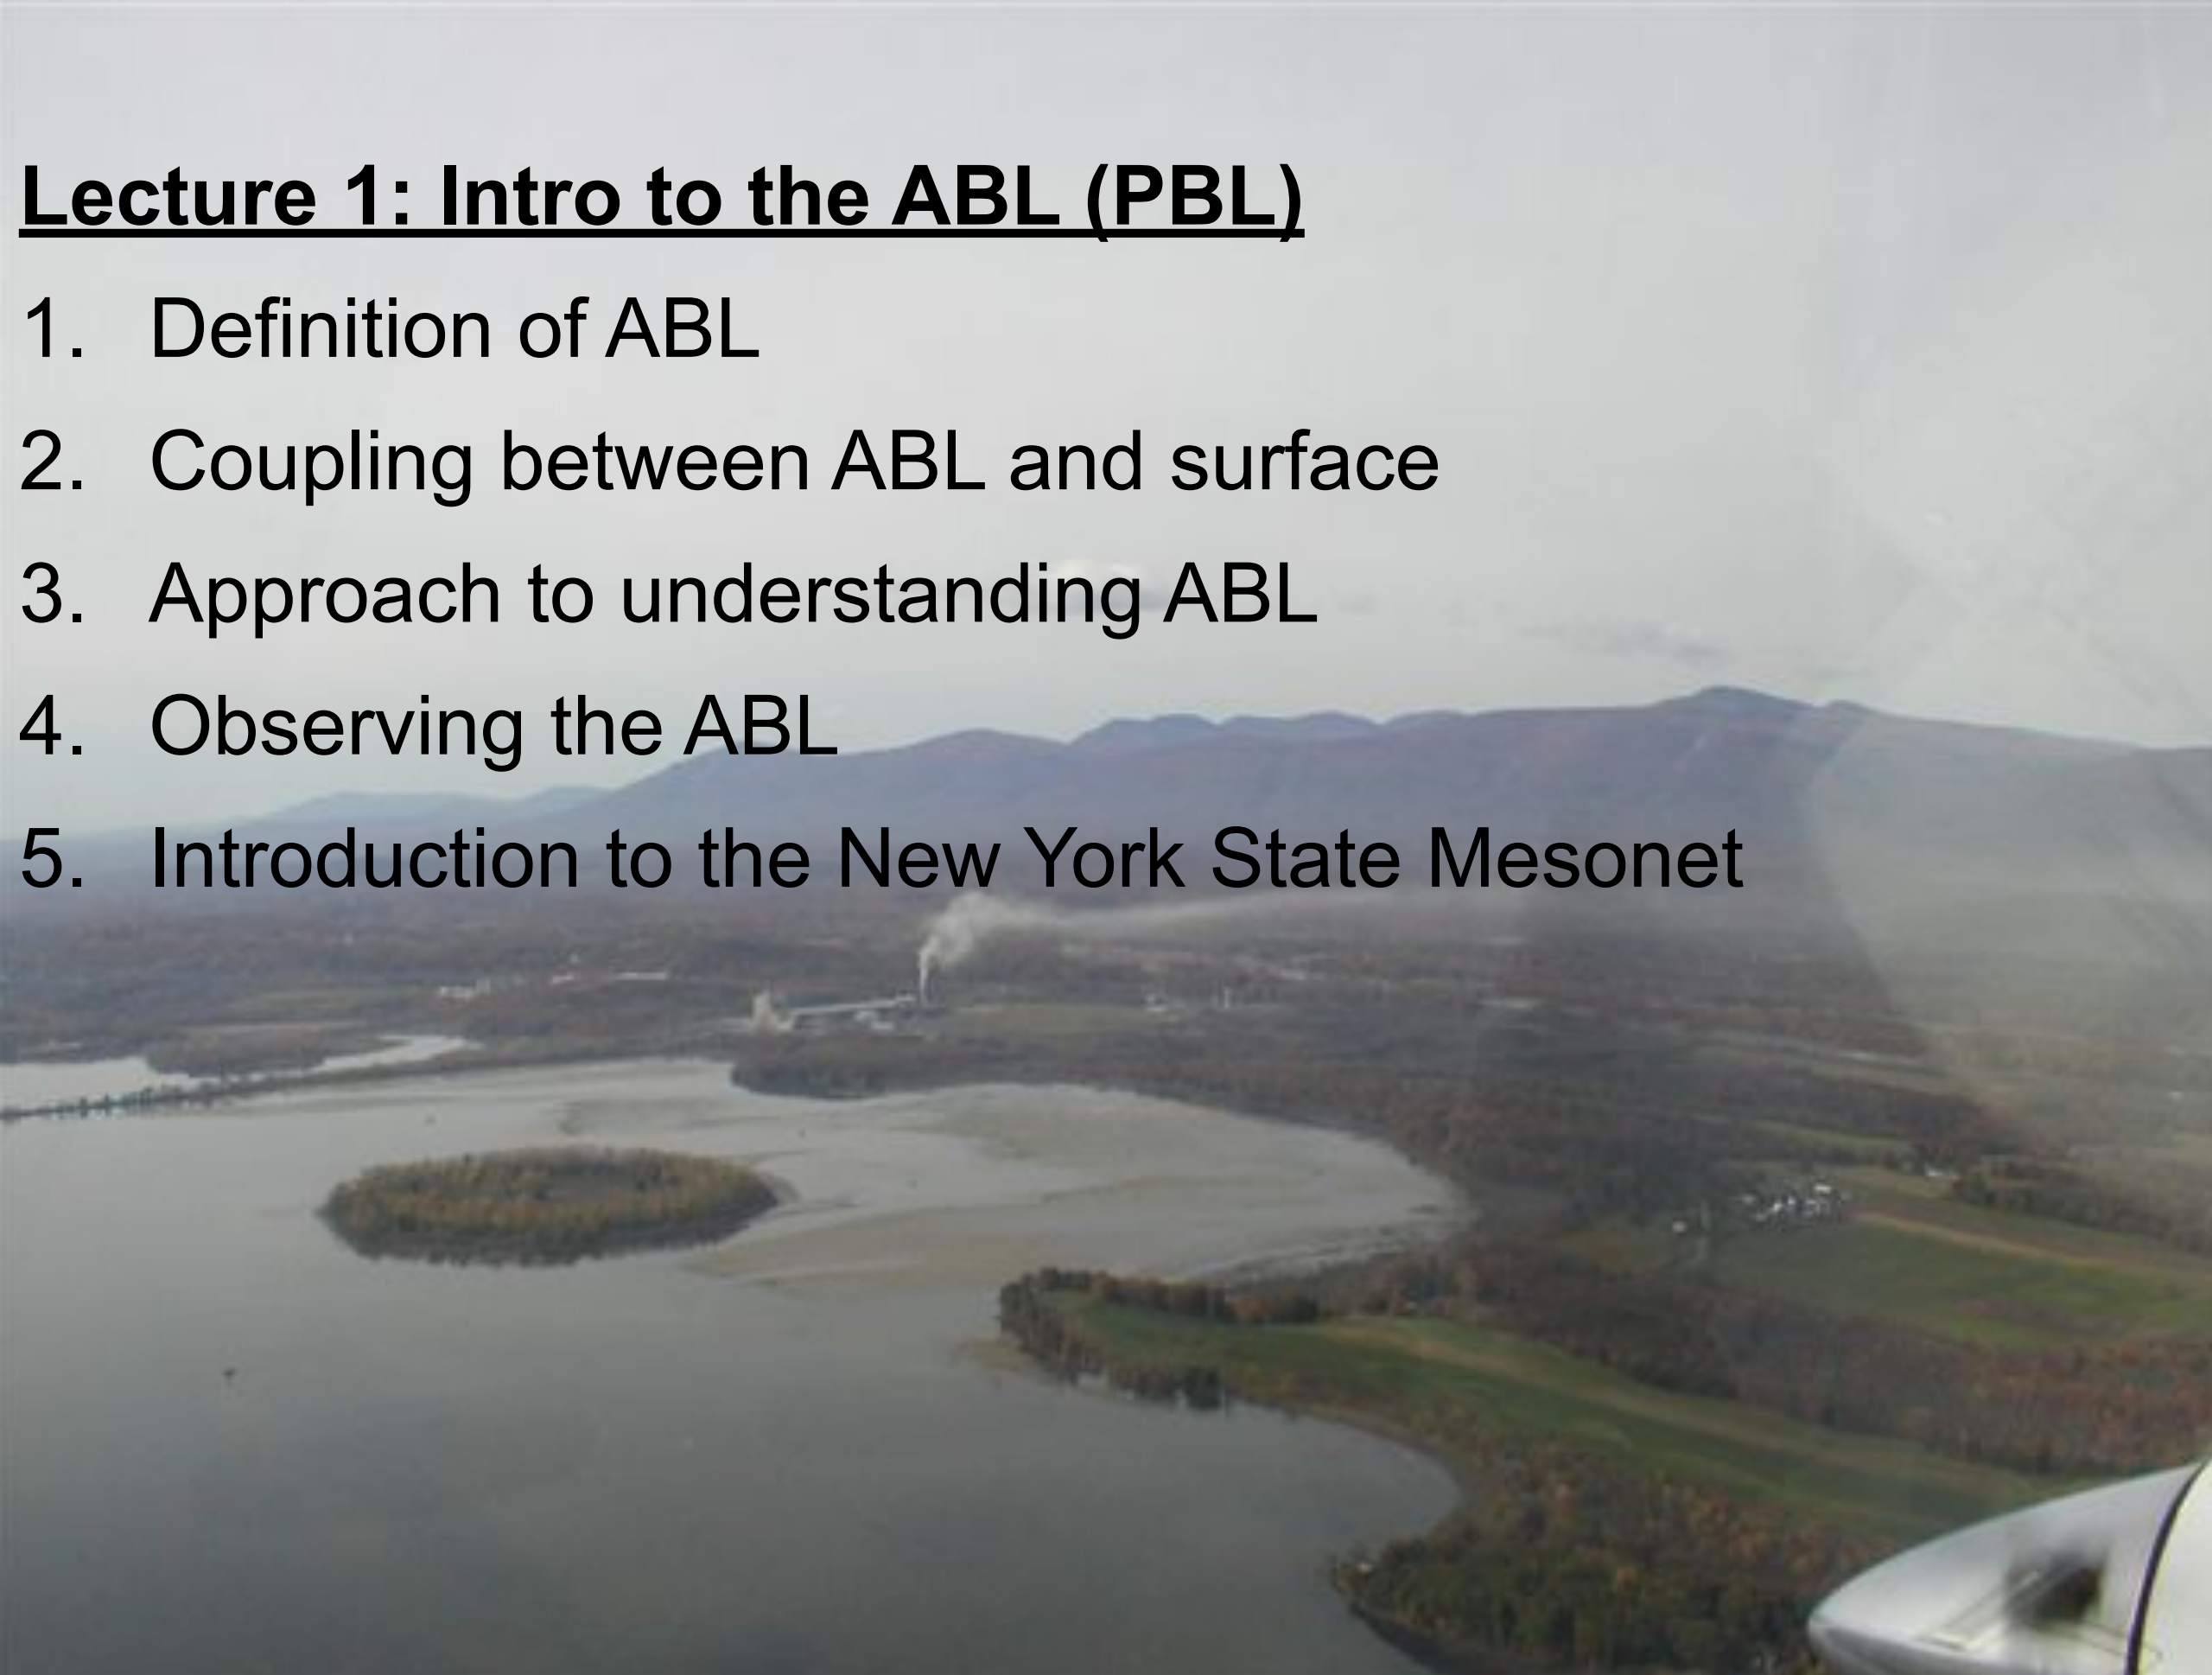 Lecture 1: Intro to the ABL (PBL)
1. Definition of ABL
2. Coupling between ABL and surface
3. Approach to understanding ABL
4. Observing the ABL
5. Introduction to the New York State Mesonet